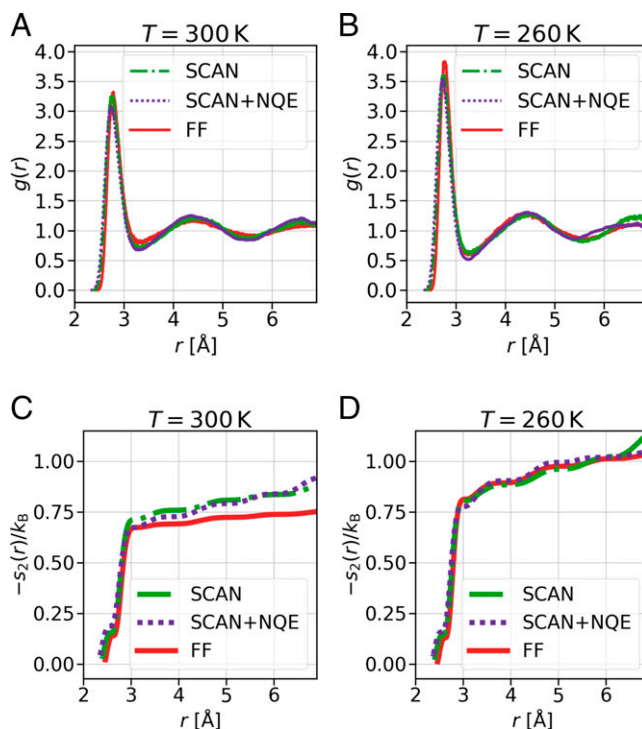 A
T = 300 K
g(r)
4.0
3.5
3.0
2.5
2.0
1.5
1.0
0.5
0.0
SCAN
SCAN+NQE
FF
2 3 4 5 6
r [Å]
B
T = 260 K
g(r)
4.0
3.5
3.0
2.5
2.0
1.5
1.0
0.5
0.0
SCAN
SCAN+NQE
FF
2 3 4 5 6
r [Å]
C
T = 300 K
−s₂(r)/k_B
1.00
0.75
0.50
0.25
0.00
SCAN
SCAN+NQE
FF
2 3 4 5 6
r [Å]
D
T = 260 K
−s₂(r)/k_B
1.00
0.75
0.50
0.25
0.00
SCAN
SCAN+NQE
FF
2 3 4 5 6
r [Å]